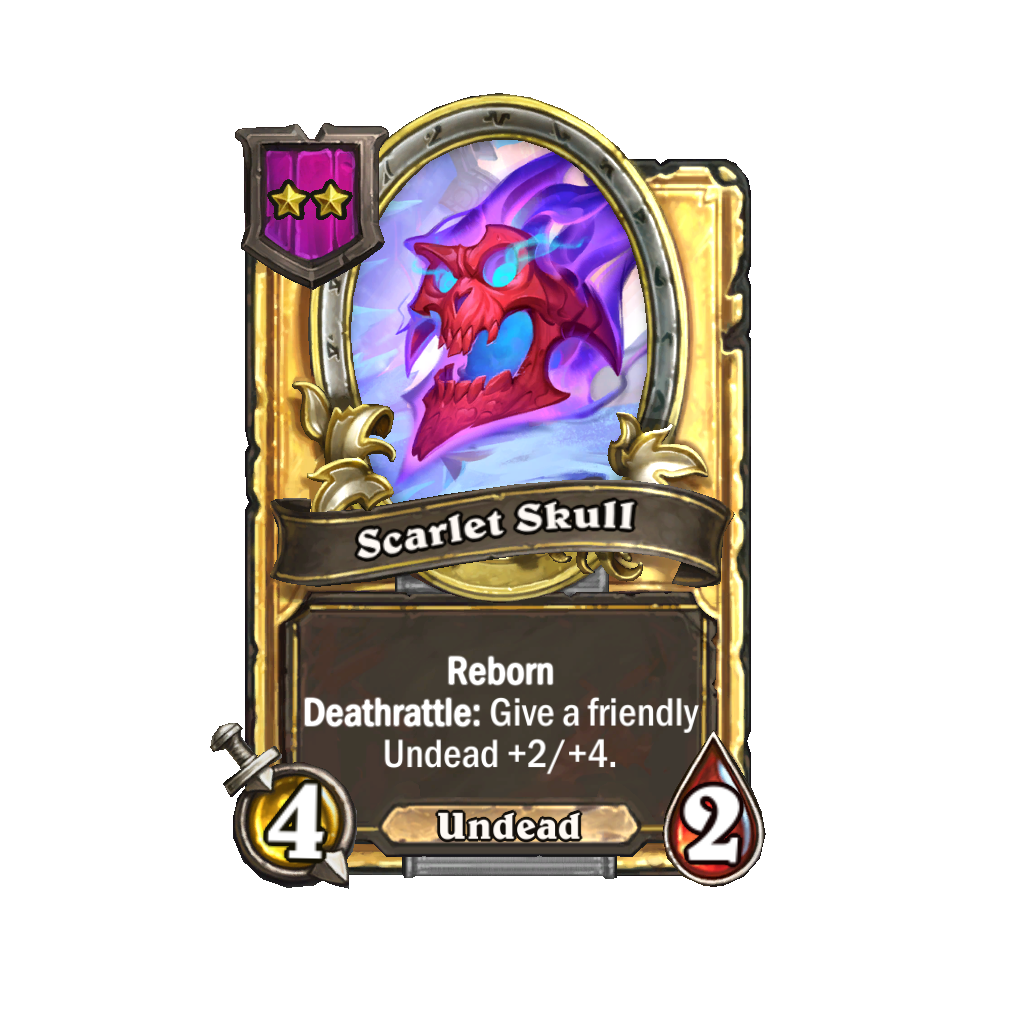 Scarlet Skull
Reborn
Deathrattle: Give a friendly
Undead +2/+4.
4
Undead
2